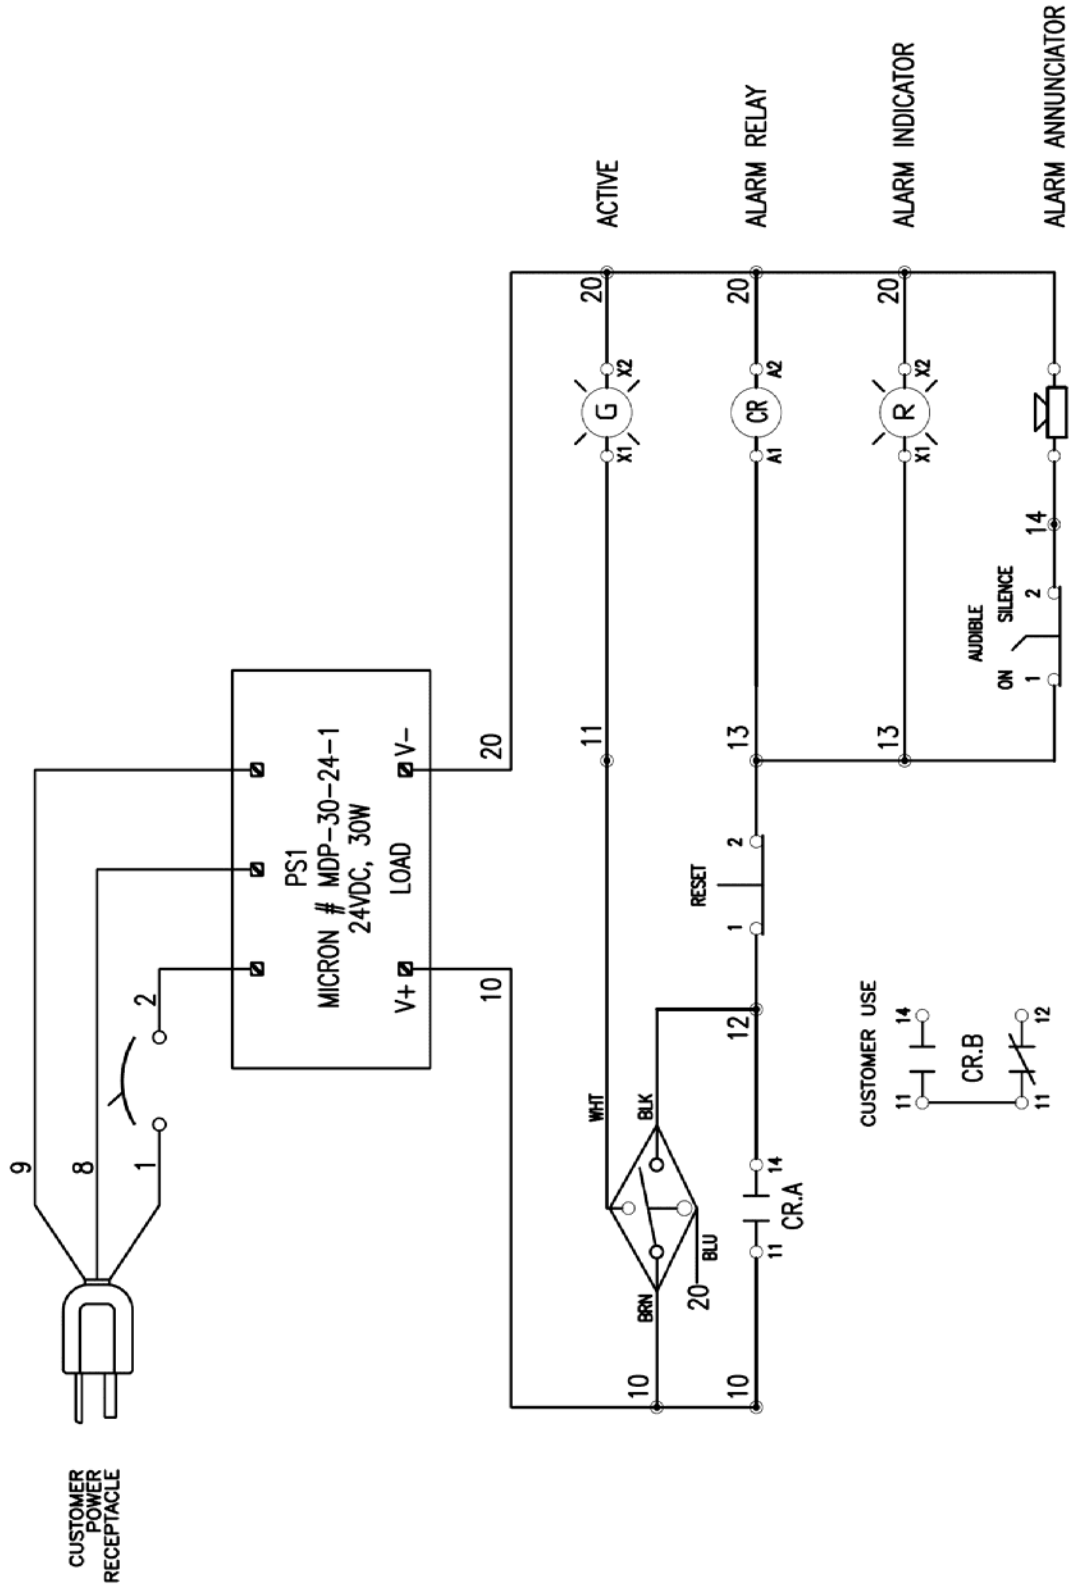 CUSTOMER
POWER
RECEPTACLE
9
8
1
2
PS1
MICRON # MDP-30-24-1
24VDC, 30W
V+
LOAD
V-
10
20
WHT
11
G
X1
X2
20
ACTIVE
10
BRN
BLK
BLU
20
10
11
14
CR.A
12
RESET
1
2
13
CR
A1
A2
20
ALARM RELAY
13
R
X1
X2
20
ALARM INDICATOR
AUDIBLE
ON
SILENCE
1
2
14
ALARM ANNUNCIATOR
CUSTOMER USE
11
14
CR.B
11
12